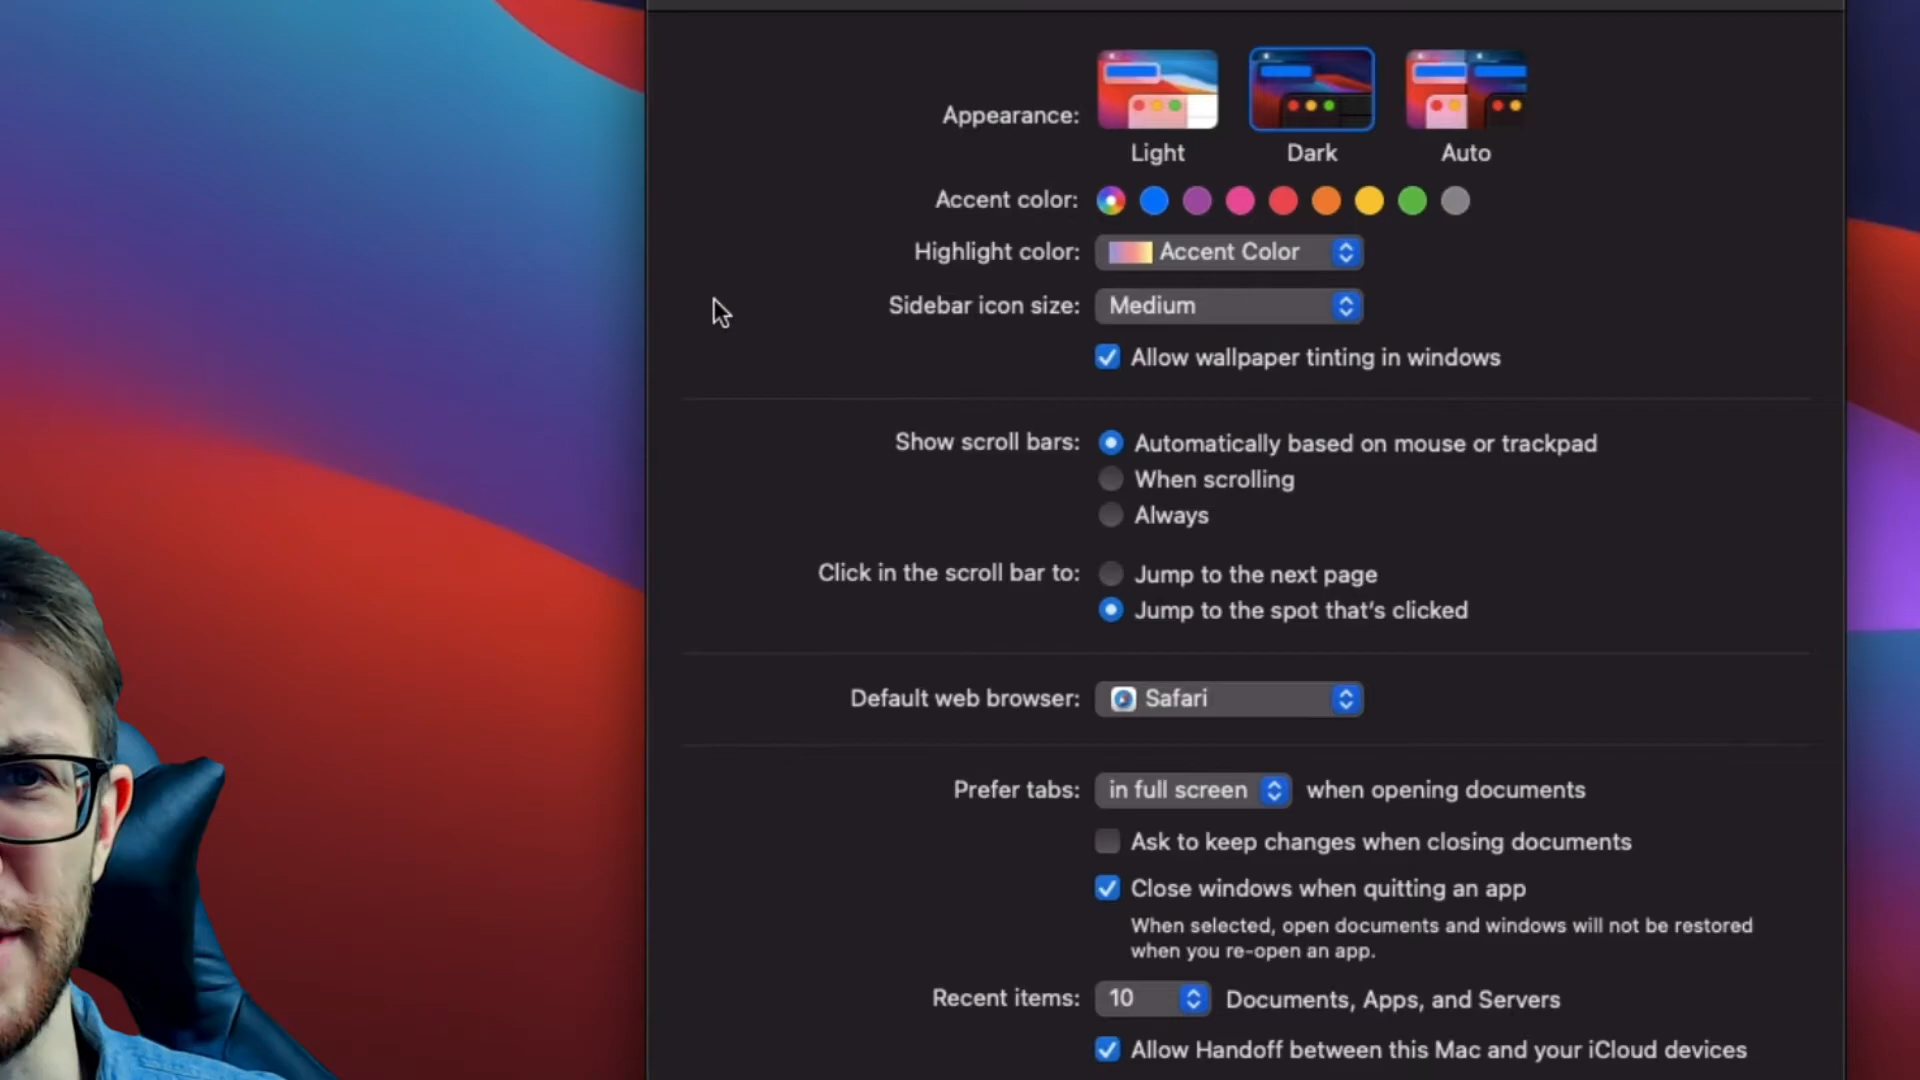 Appearance:
Light Dark Auto
Accent color:
Highlight color: Accent Color
Sidebar icon size: Medium
Allow wallpaper tinting in windows
Show scroll bars: Automatically based on mouse or trackpad
When scrolling
Always
Click in the scroll bar to: Jump to the next page
Jump to the spot that's clicked
Default web browser: Safari
Prefer tabs: in full screen when opening documents
Ask to keep changes when closing documents
Close windows when quitting an app
When selected, open documents and windows will not be restored
when you re-open an app.
Recent items: 10 Documents, Apps, and Servers
Allow Handoff between this Mac and your iCloud devices